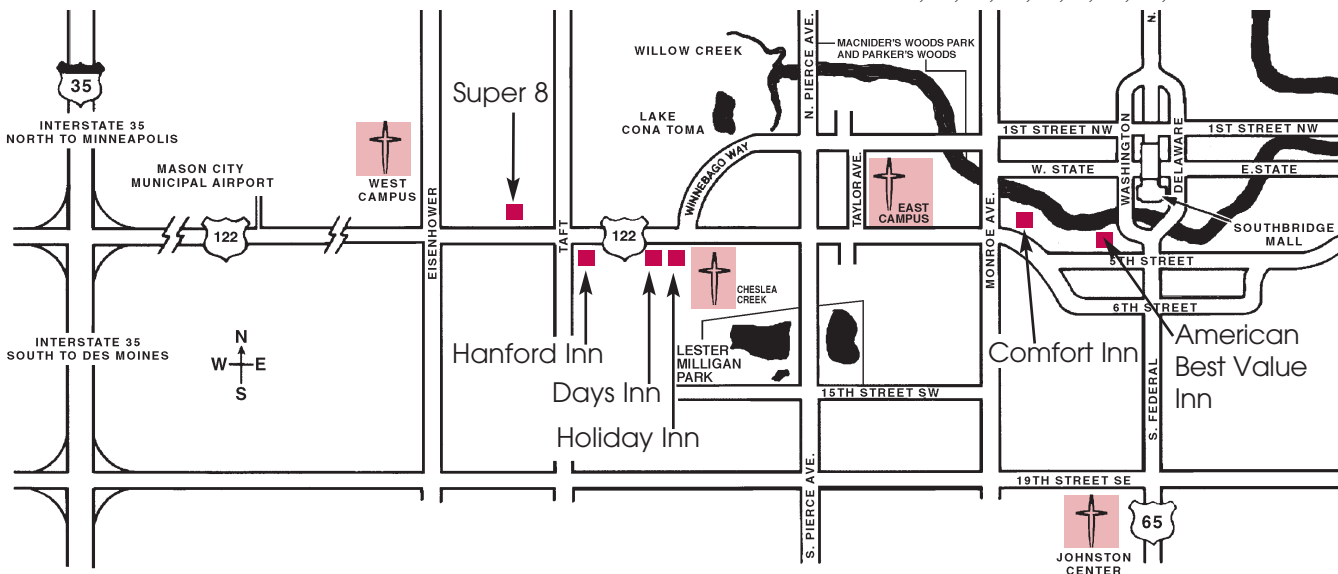 35
INTERSTATE 35
NORTH TO MINNEAPOLIS
MASON CITY
MUNICIPAL AIRPORT
122
WEST
CAMPUS
EISENHOWER
Super 8
TAFT
122
WILLOW CREEK
LAKE
CONA TOMA
WINNEBAGO WAY
N. PIERCE AVE.
MACNIDER'S WOODS PARK
AND PARKER'S WOODS
TAYLOR AVE.
EAST
CAMPUS
MONROE AVE.
1ST STREET NW
W. STATE
WASHINGTON
N.
DELAWARE
1ST STREET NW
E.STATE
SOUTHBRIDGE
MALL
5TH STREET
6TH STREET
CHESLEA
CREEK
INTERSTATE 35
SOUTH TO DES MOINES
N
W E
S
Hanford Inn
Days Inn
Holiday Inn
LESTER
MILLIGAN
PARK
15TH STREET SW
Comfort Inn
American
Best Value
Inn
S. FEDERAL
S. PIERCE AVE.
19TH STREET SE
65
JOHNSTON
CENTER